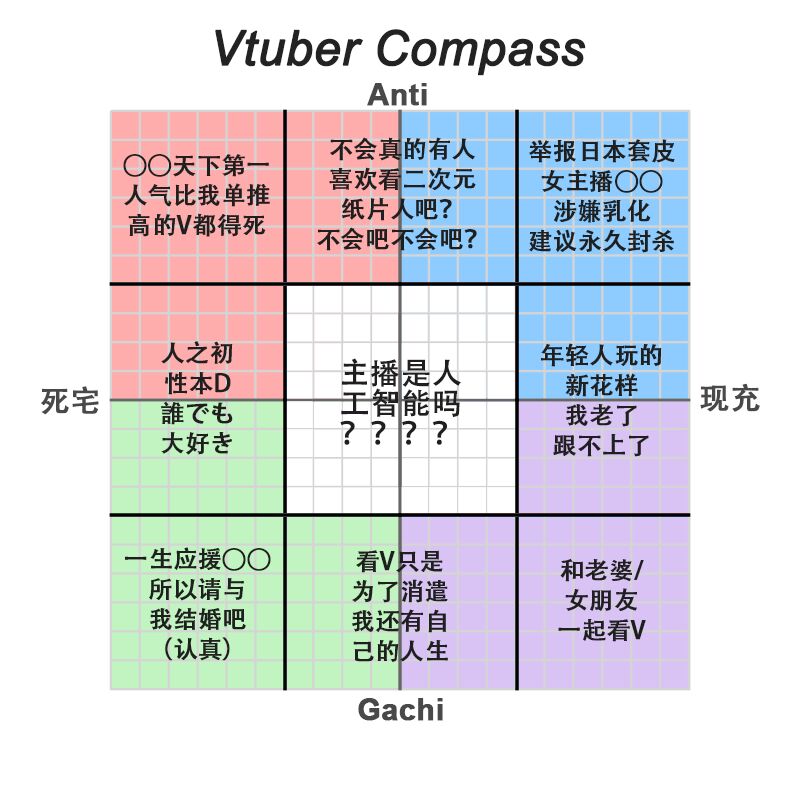 Vtuber Compass
Anti
〇〇天下第一
人气比我单推
高的V都得死
不会真的有人
喜欢看二次元
纸片人吧？
不会吧不会吧？
举报日本套皮
女主播〇〇
涉嫌乳化
建议永久封杀
死宅
人之初
性本D
誰でも
大好き
主播是人
工智能吗
？？？？
年轻人玩的
新花样
我老了
跟不上了
现充
一生应援〇〇
所以请与
我结婚吧
（认真）
看V只是
为了消遣
我还有自
己的人生
和老婆/
女朋友
一起看V
Gachi